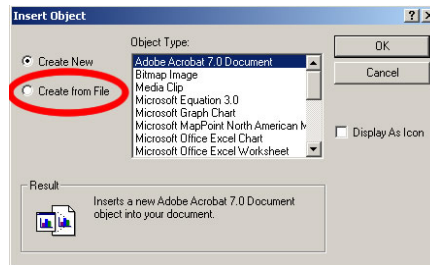 Insert Object
Object Type:
Create New
Create from File
Adobe Acrobat 7.0 Document
Bitmap Image
Media Clip
Microsoft Equation 3.0
Microsoft Graph Chart
Microsoft MapPoint North American M
Microsoft Office Excel Chart
Microsoft Office Excel Worksheet
OK
Cancel
Display As Icon
Result
Inserts a new Adobe Acrobat 7.0 Document
object into your document.